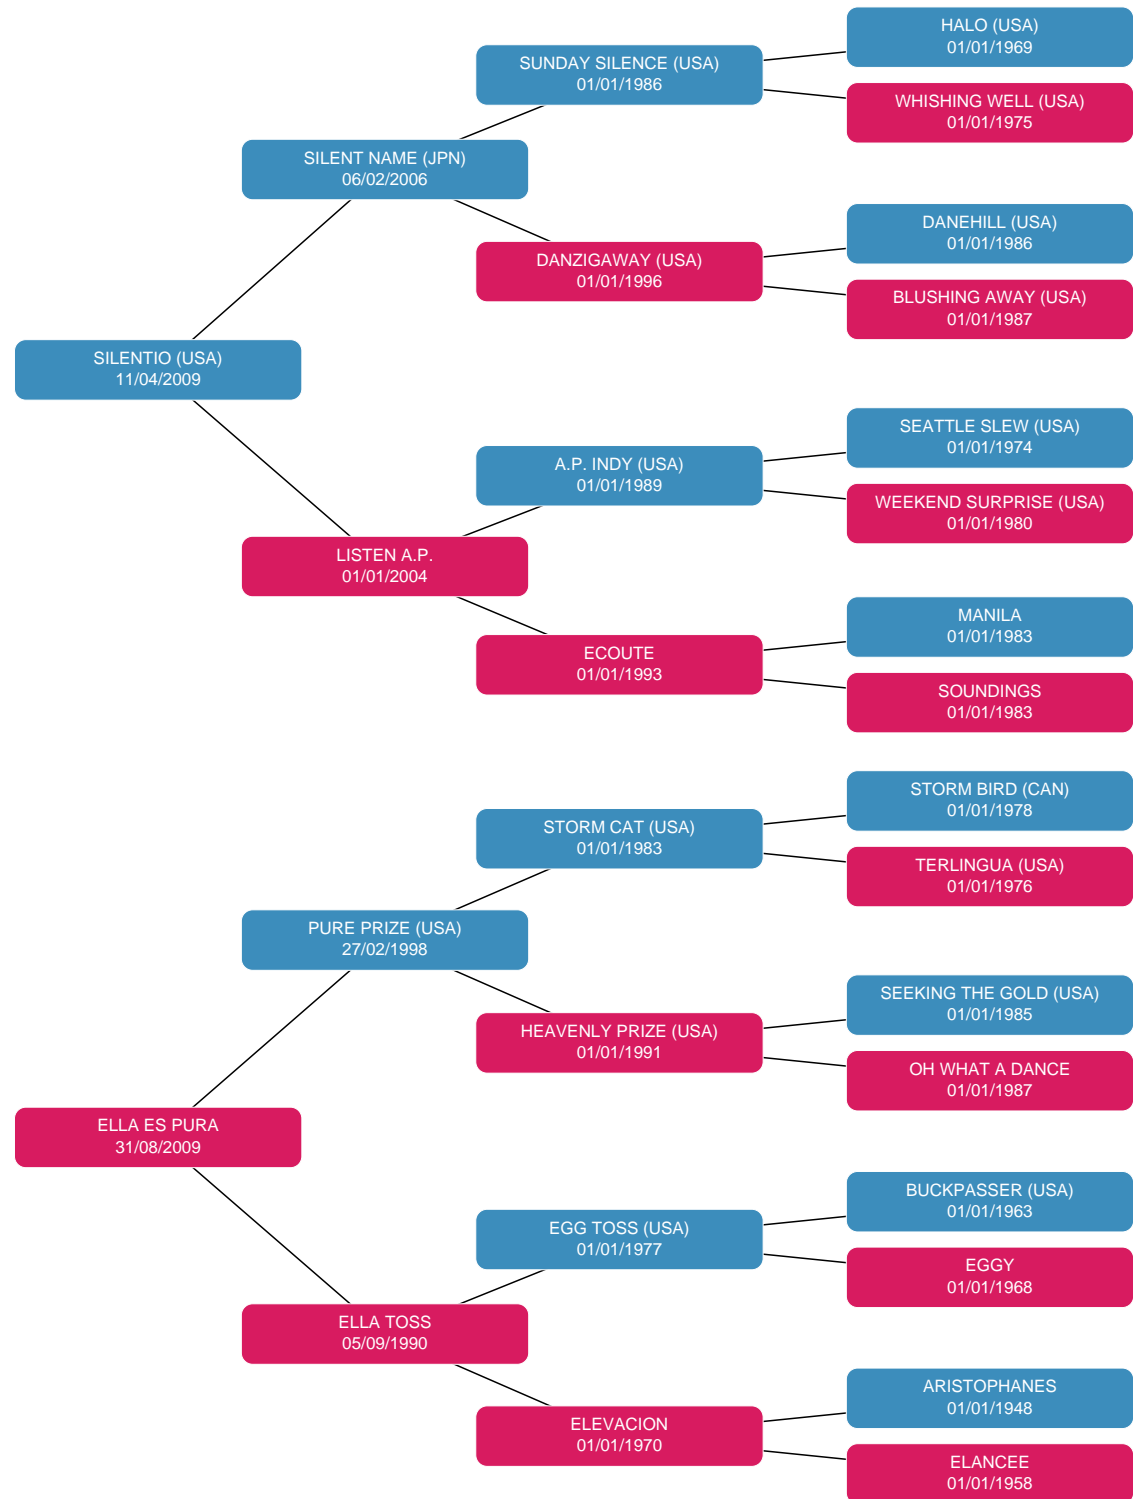 HALO (USA)
01/01/1969
SUNDAY SILENCE (USA)
01/01/1986
WHISHING WELL (USA)
01/01/1975
SILENT NAME (JPN)
06/02/2006
DANEHILL (USA)
01/01/1986
DANZIGAWAY (USA)
01/01/1996
BLUSHING AWAY (USA)
01/01/1987
SILENTIO (USA)
11/04/2009
SEATTLE SLEW (USA)
01/01/1974
A.P. INDY (USA)
01/01/1989
WEEKEND SURPRISE (USA)
01/01/1980
LISTEN A.P.
01/01/2004
MANILA
01/01/1983
ECOUTE
01/01/1993
SOUNDINGS
01/01/1983
STORM BIRD (CAN)
01/01/1978
STORM CAT (USA)
01/01/1983
TERLINGUA (USA)
01/01/1976
PURE PRIZE (USA)
27/02/1998
SEEKING THE GOLD (USA)
01/01/1985
HEAVENLY PRIZE (USA)
01/01/1991
OH WHAT A DANCE
01/01/1987
ELLA ES PURA
31/08/2009
BUCKPASSER (USA)
01/01/1963
EGG TOSS (USA)
01/01/1977
EGGY
01/01/1968
ELLA TOSS
05/09/1990
ARISTOPHANES
01/01/1948
ELEVACION
01/01/1970
ELANCEE
01/01/1958